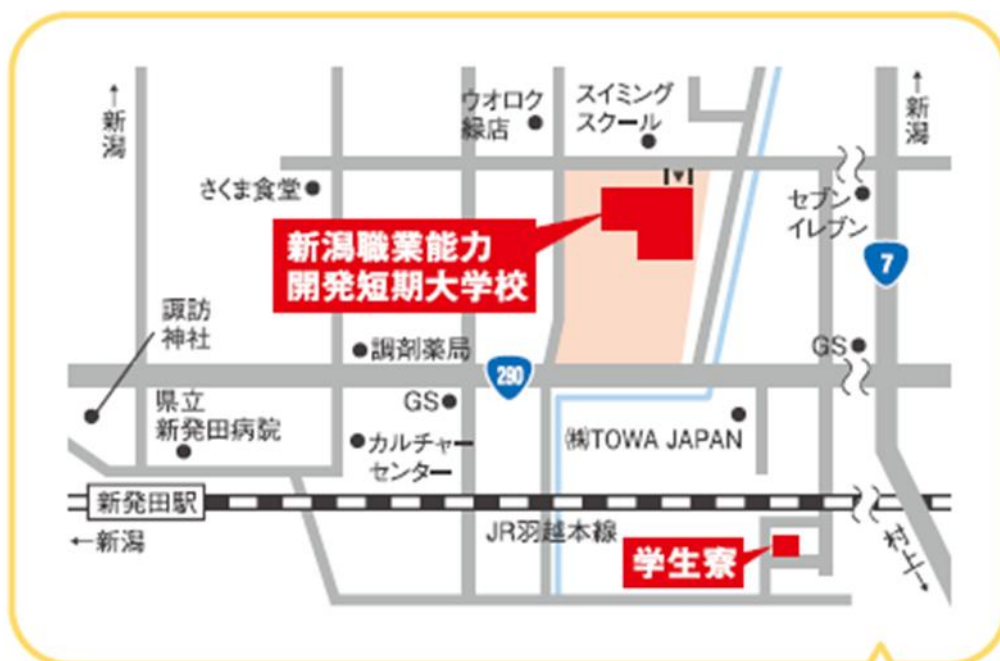 ↑新潟
ウオロク
緑店
スイミング
スクール
↑新潟
さくま食堂
セブン
イレブン
新潟職業能力
開発短期大学校
7
諏訪
神社
調剤薬局
GS
290
県立
新発田病院
GS
カルチャー
センター
㈱TOWA JAPAN
新発田駅
←新潟
JR羽越本線
学生寮
村上→